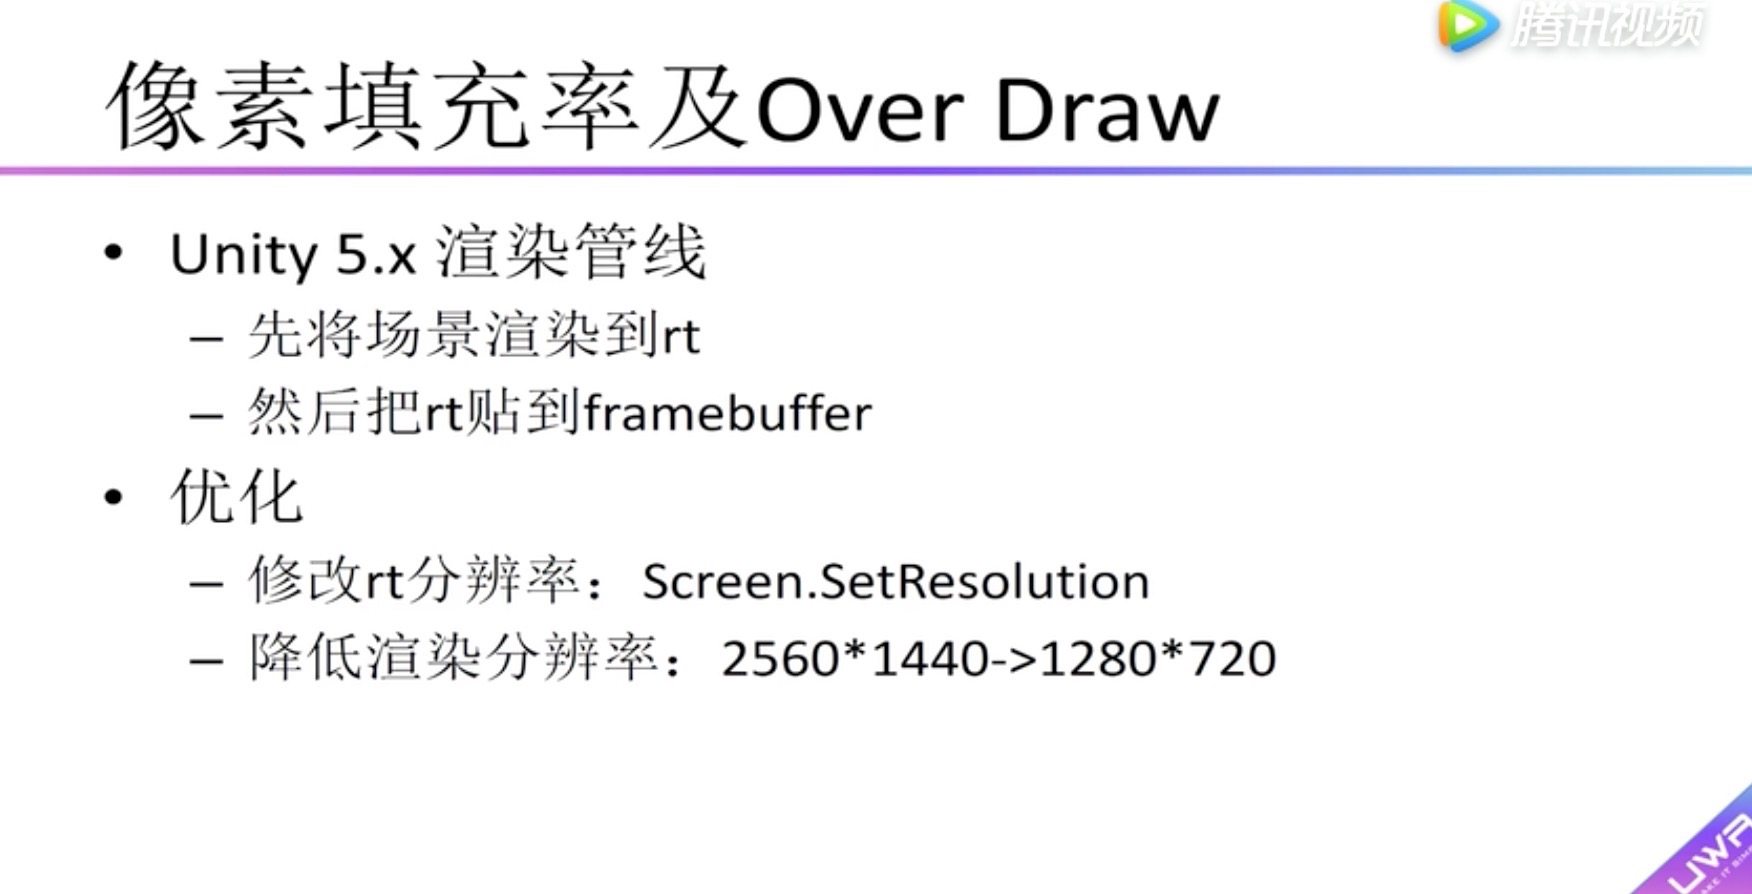 腾讯视频
像素填充率及Over Draw
• Unity 5.x 渲染管线
– 先将场景渲染到rt
– 然后把rt贴到framebuffer
• 优化
– 修改rt分辨率：Screen.SetResolution
– 降低渲染分辨率：2560*1440->1280*720
UWA